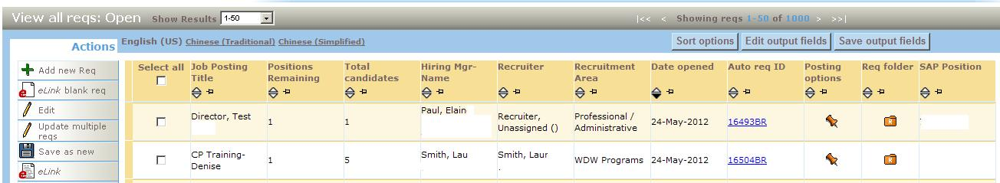 View all reqs: Open Show Results 1-50 |<< < Showing reqs 1-50 of 1000 > >>|
Actions
English (US) Chinese (Traditional) Chinese (Simplified)
Sort options Edit output fields Save output fields
Add new Req
eLink blank req
Edit
Update multiple
reqs
Save as new
eLink
Select all Job Posting Positions Total Hiring Mgr- Recruiter Recruitment Date opened Auto req ID Posting Req folder SAP Position
Title Remaining candidates Name Area options
Director, Test 1 1 Paul, Elain Recruiter, Professional / 24-May-2012 16493BR
Unassigned () Administrative
CP Training- 1 5 Smith, Lau Smith, Laur WDW Programs 24-May-2012 16504BR
Denise